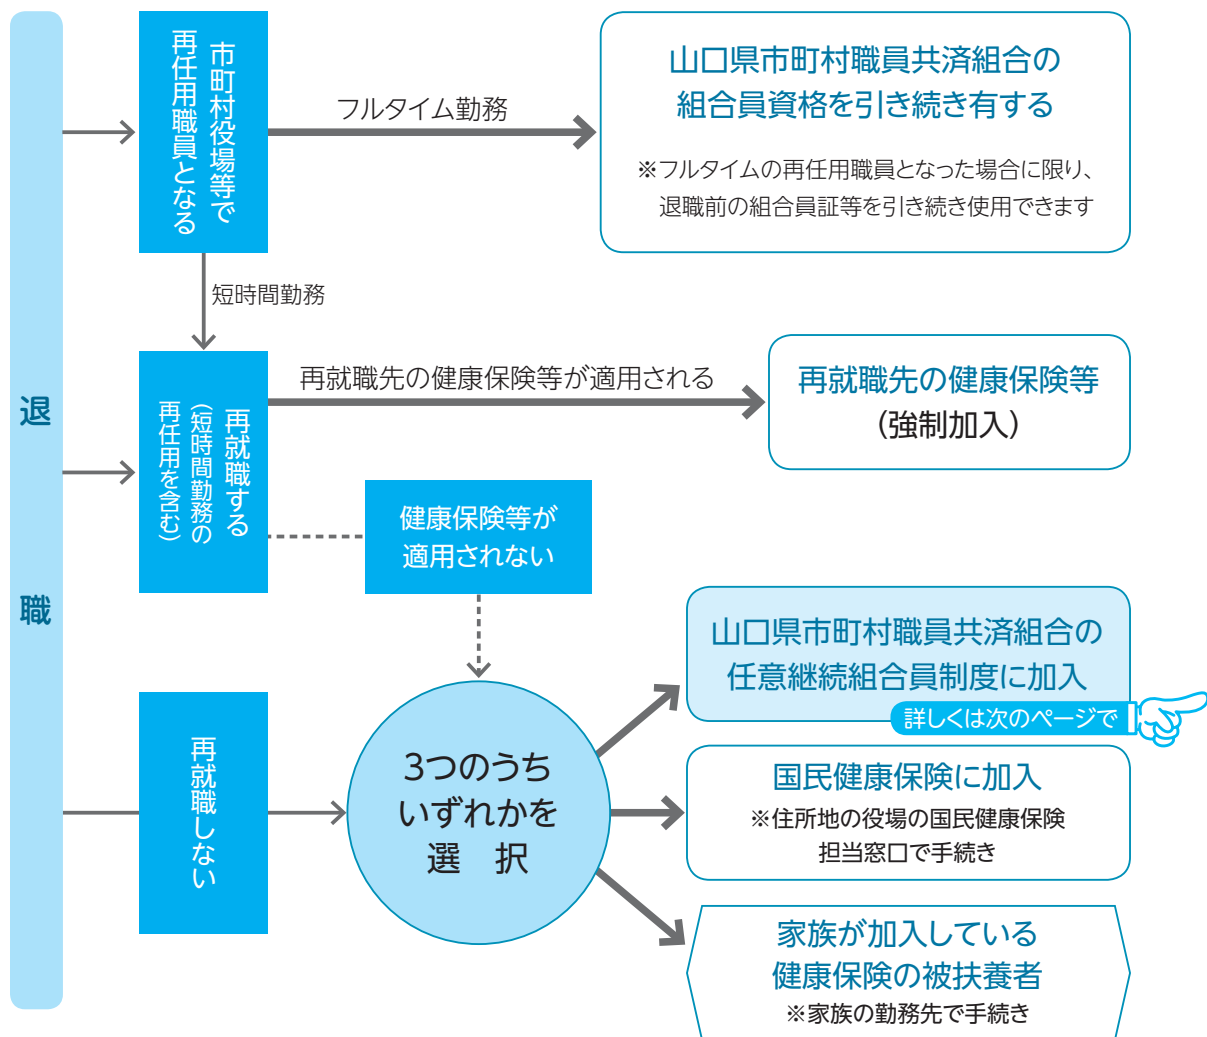 退職
市町村役場等で
再任用職員となる
フルタイム勤務
山口県市町村職員共済組合の
組合員資格を引き続き有する
※フルタイムの再任用職員となった場合に限り、
退職前の組合員証等を引き続き使用できます
短時間勤務
再就職する
（短時間勤務の
再任用を含む）
再就職先の健康保険等が適用される
再就職先の健康保険等
（強制加入）
健康保険等が
適用されない
再就職しない
3つのうち
いずれかを
選　択
山口県市町村職員共済組合の
任意継続組合員制度に加入
詳しくは次のページで
国民健康保険に加入
※住所地の役場の国民健康保険
担当窓口で手続き
家族が加入している
健康保険の被扶養者
※家族の勤務先で手続き